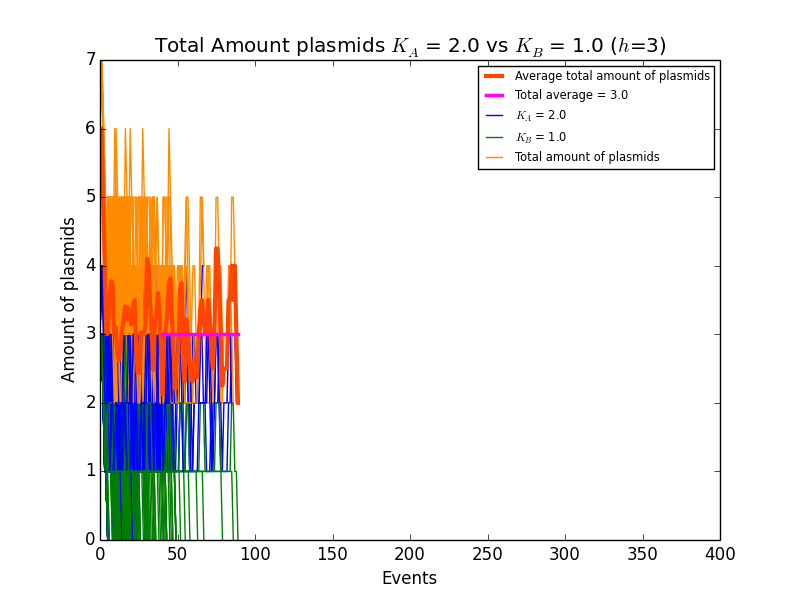 Total Amount plasmids K_A = 2.0 vs K_B = 1.0 (h=3)
Average total amount of plasmids
Total average = 3.0
K_A = 2.0
K_B = 1.0
Total amount of plasmids
Amount of plasmids
7
6
5
4
3
2
1
0
0 50 100 150 200 250 300 350 400
Events